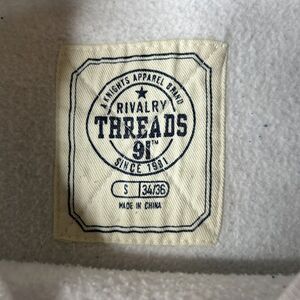 A KNIGHTS APPAREL BRAND
RIVALRY
THREADS
91™
SINCE 1991
S 34/36
MADE IN CHINA